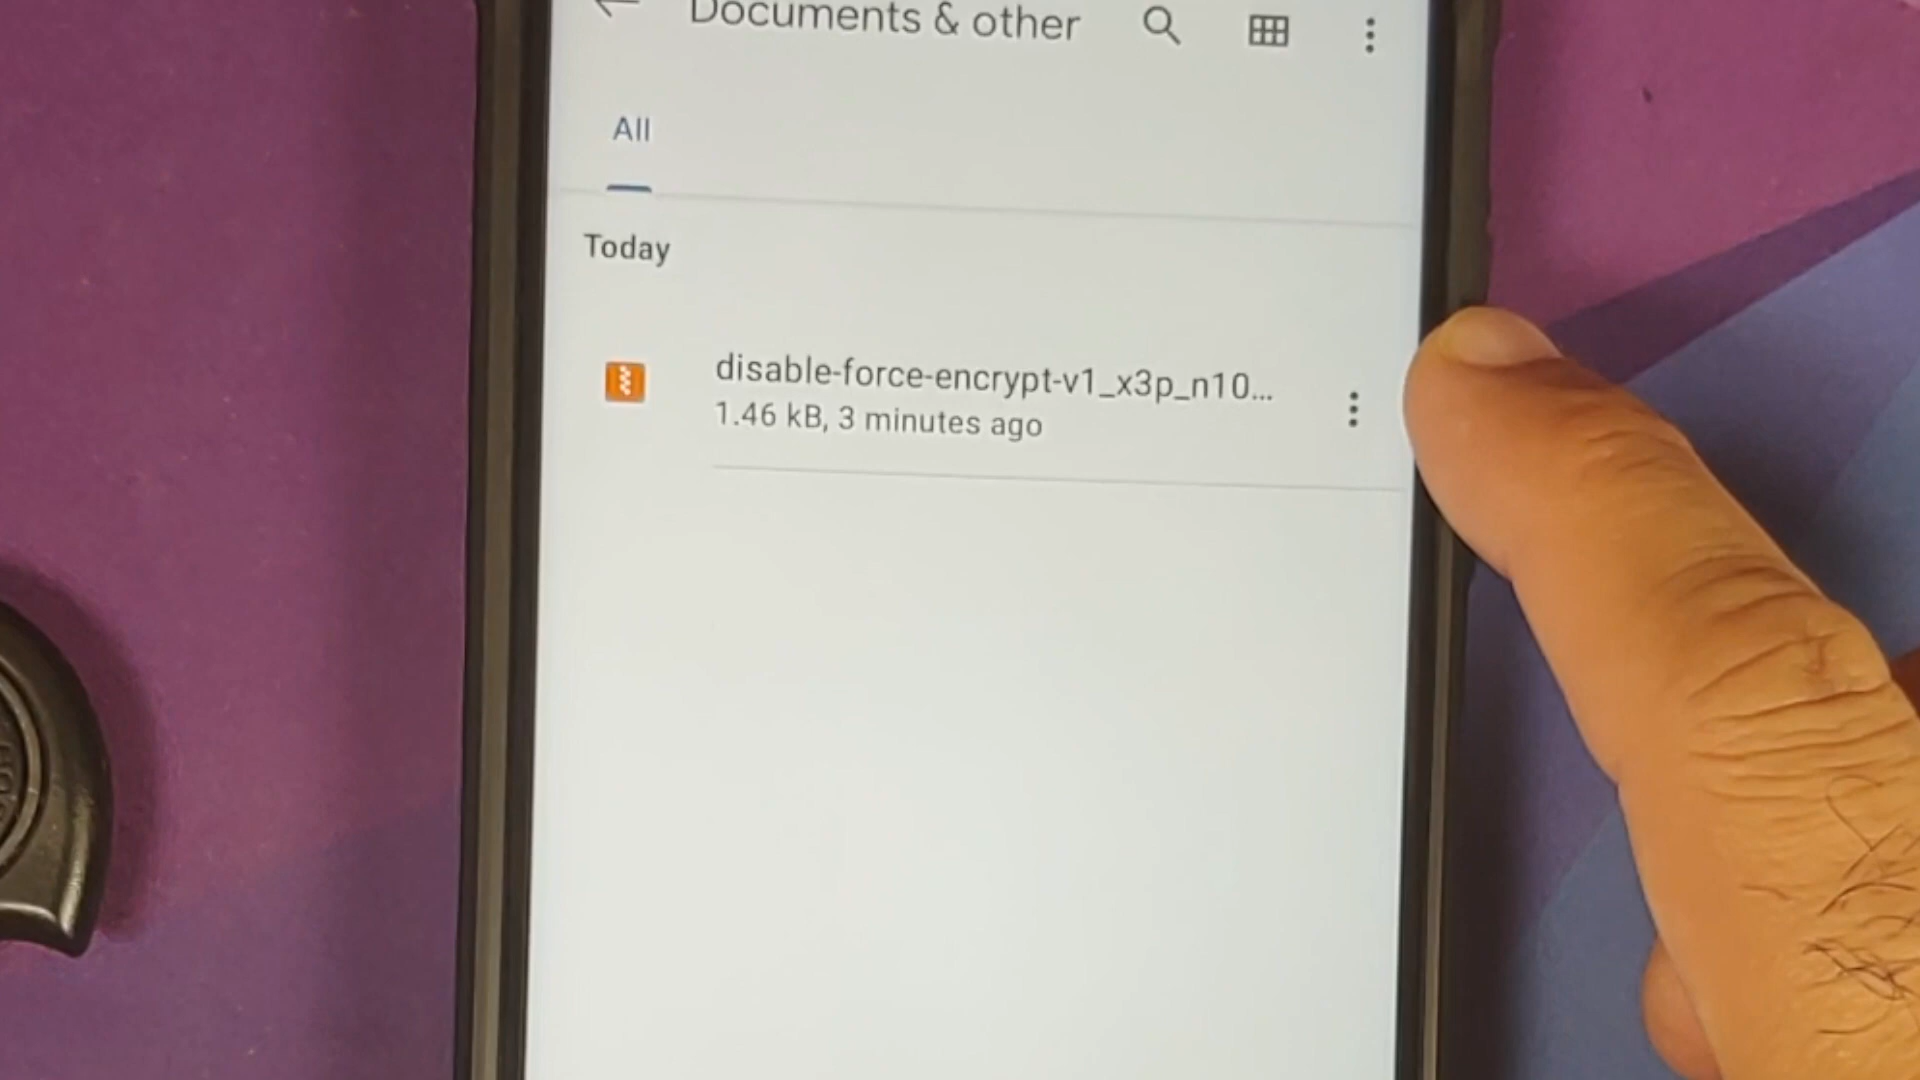 Documents & other
All
Today
disable-force-encrypt-v1_x3p_n10...
1.46 kB, 3 minutes ago